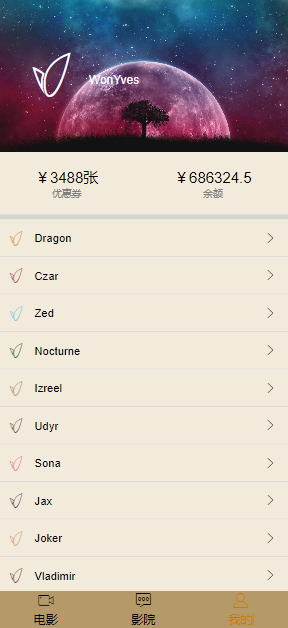 WonYves
￥3488张 ￥686324.5
优惠券 余额
Dragon
Czar
Zed
Nocturne
Izreel
Udyr
Sona
Jax
Joker
Vladimir
电影 影院 我的